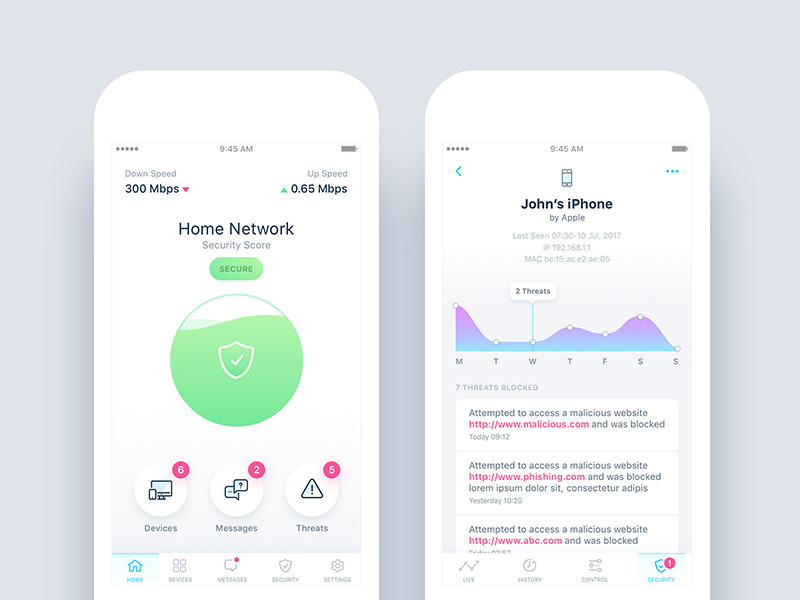 9:45 AM
Down Speed
Up Speed
300 Mbps
0.65 Mbps
Home Network
Security Score
SECURE
6
2
5
Devices
Messages
Threats
HOME
DEVICES
MESSAGES
SECURITY
SETTINGS
9:45 AM
John's iPhone
by Apple
Last Seen 07:30-10 Jul, 2017
IP 192.168.1.1
MAC bc:f5:ac:e2:ae:05
2 Threats
M T W T F S S
7 THREATS BLOCKED
Attempted to access a malicious website
http://www.malicious.com and was blocked
Today 09:12
Attempted to access a malicious website
http://www.phishing.com and was blocked
lorem ipsum dolor sit, consectetur adipis
Yesterday 10:20
Attempted to access a malicious website
http://www.abc.com and was blocked
Friday 07:57
LIVE
HISTORY
CONTROL
SECURITY